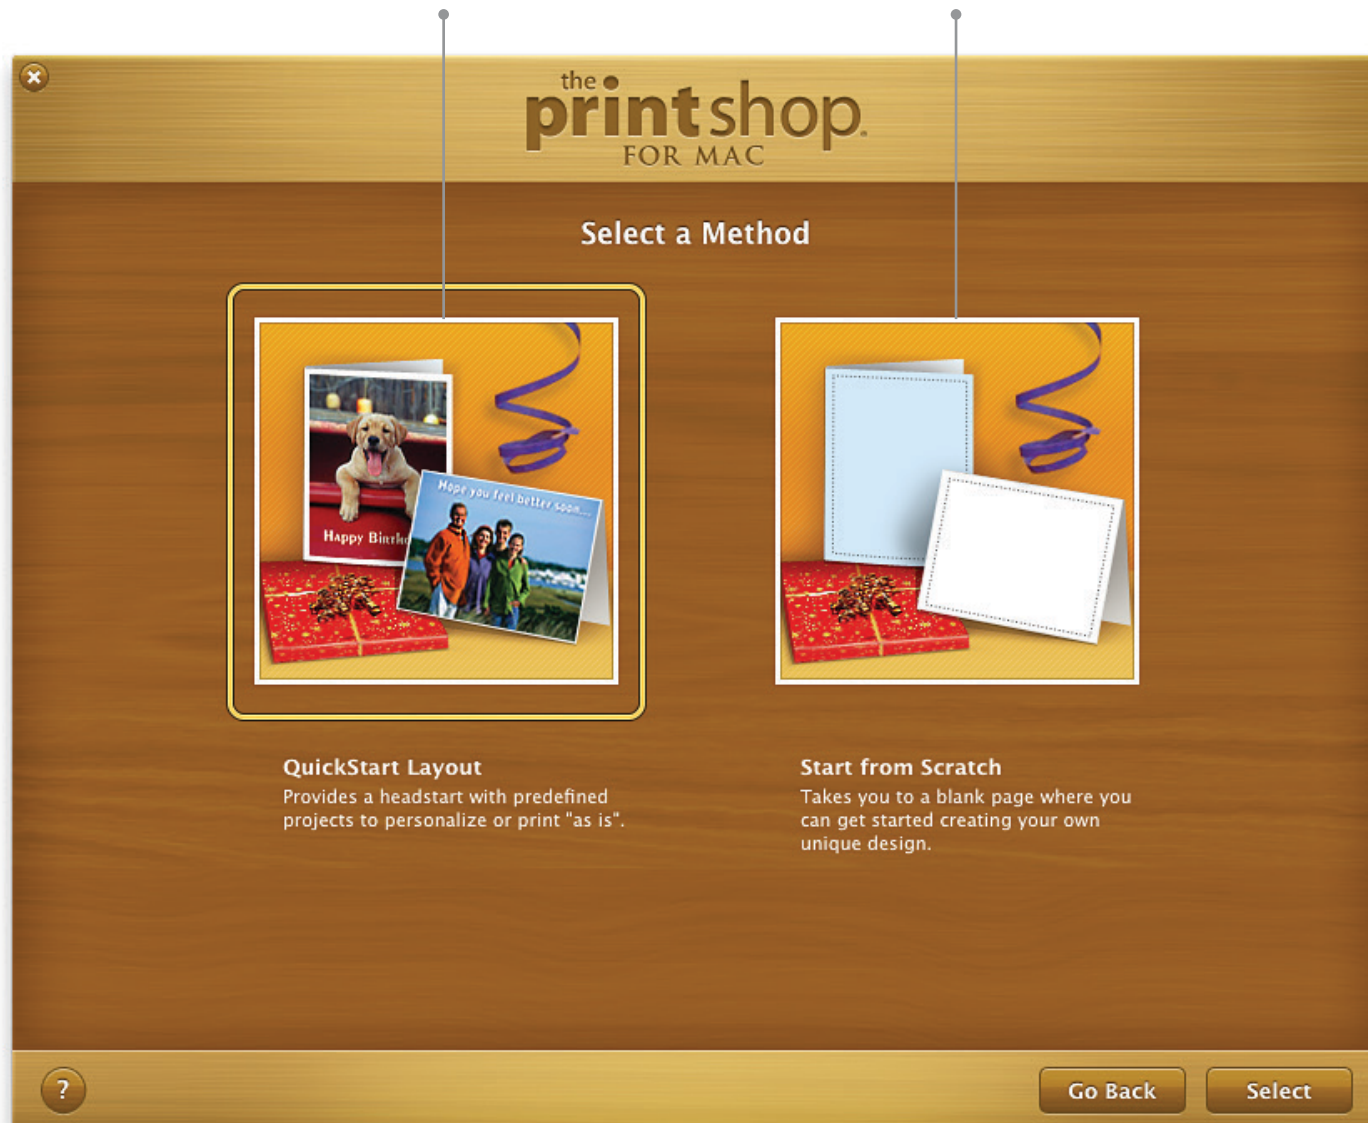 the
printshop
FOR MAC
Select a Method
Happy Birth
Hope you feel better soon...
QuickStart Layout
Provides a headstart with predefined
projects to personalize or print "as is".
Start from Scratch
Takes you to a blank page where you
can get started creating your own
unique design.
?
Go Back
Select